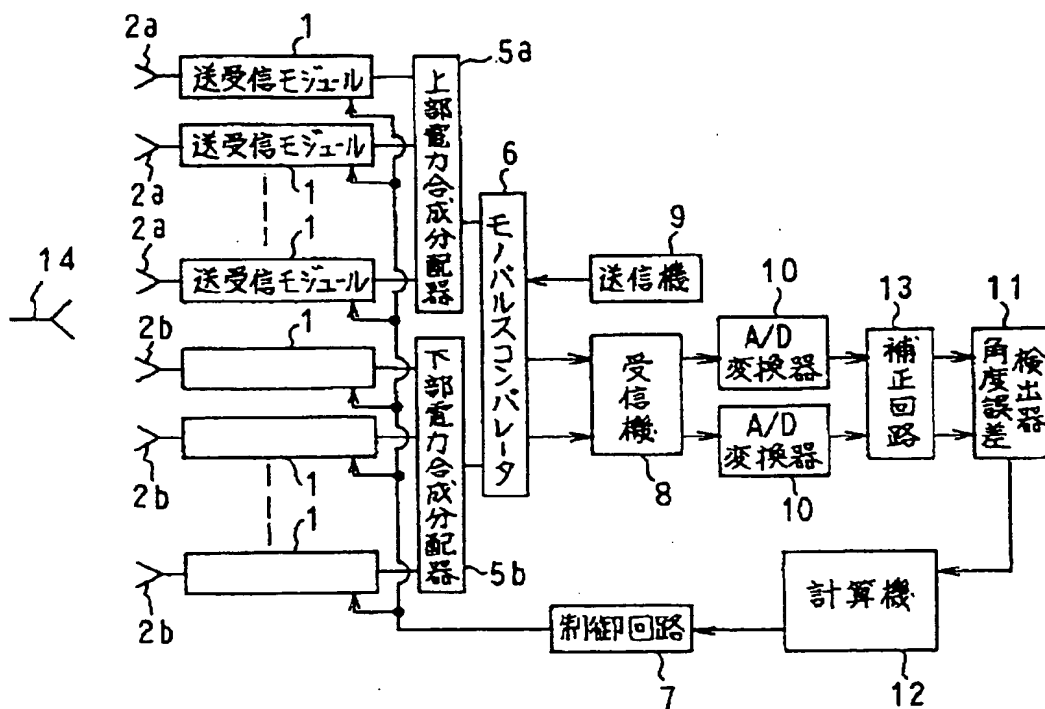 2a
1
送受信モジュール
5a
上部電力合成分配器
送受信モジュール
2a
1
6
モノパルスコンパレータ
2a
1
送受信モジュール
9
送信機
14
10
A/D
変換器
13
補正回路
11
角度誤差
検出器
2b
1
下部電力合成分配器
受信機
8
A/D
変換器
10
2b
1
1
5b
2b
制御回路
7
計算機
12